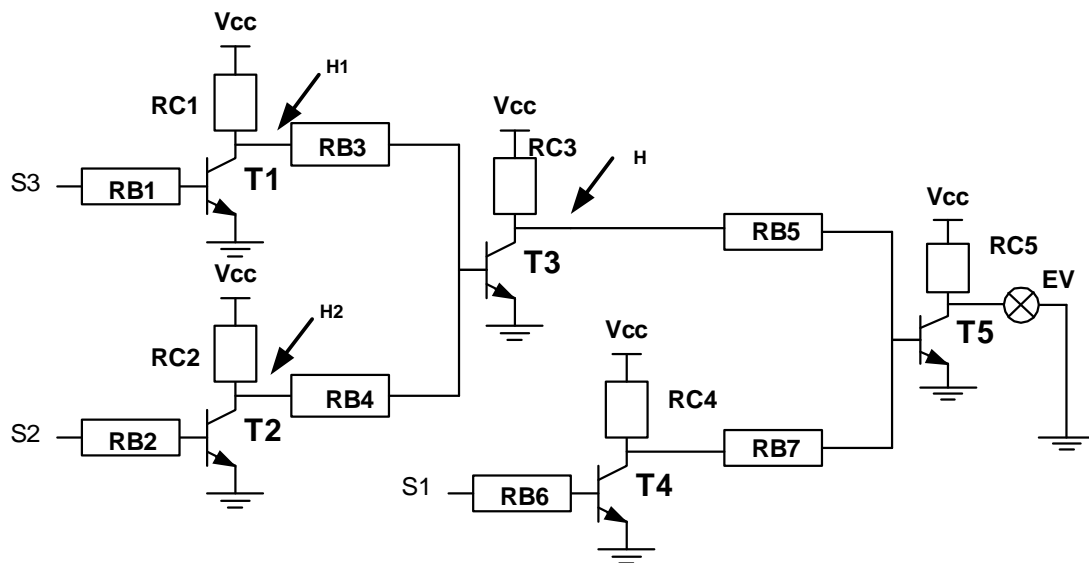 Vcc
H1
RC1
RB3
T1
S3
RB1
Vcc
RC3
H
T3
Vcc
H2
RC2
RB4
T2
S2
RB2
Vcc
RB5
RC5
EV
T5
Vcc
RC4
RB7
T4
S1
RB6